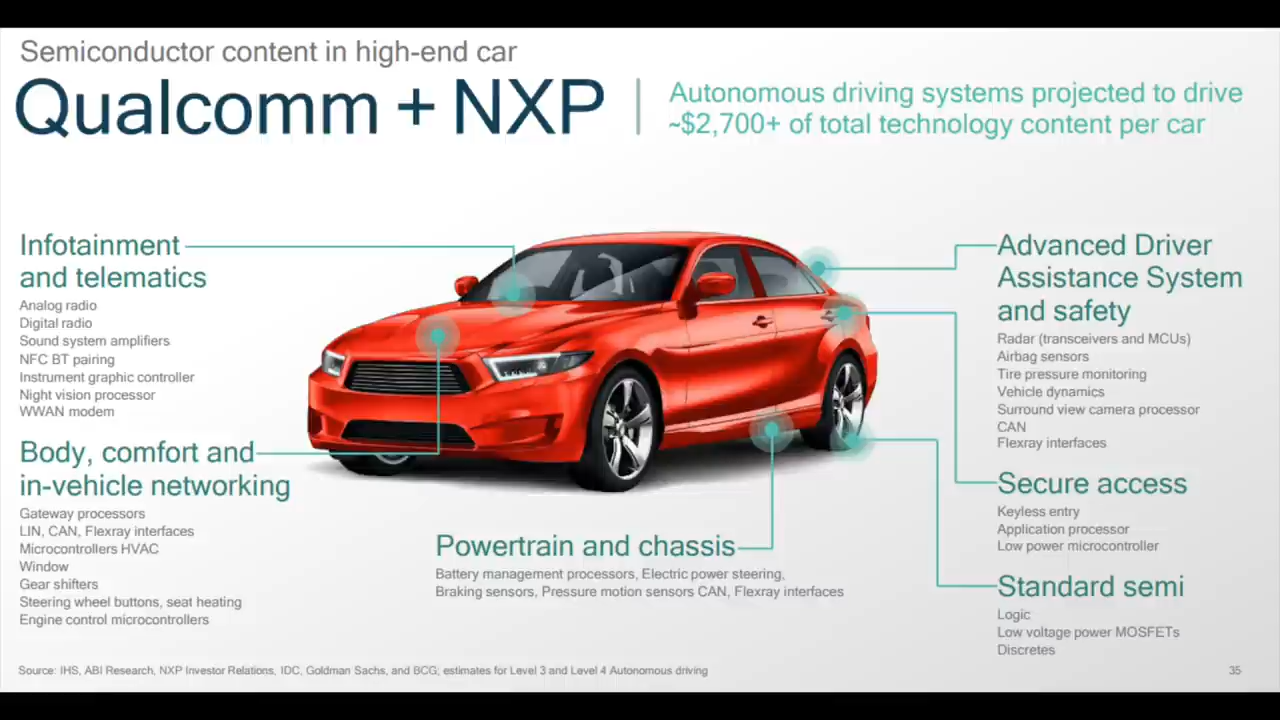 Semiconductor content in high-end car
Qualcomm + NXP
Autonomous driving systems projected to drive
~$2,700+ of total technology content per car
Infotainment
and telematics
Analog radio
Digital radio
Sound system amplifiers
NFC BT pairing
Instrument graphic controller
Night vision processor
WWAN modem
Body, comfort and
in-vehicle networking
Gateway processors
LIN, CAN, Flexray interfaces
Microcontrollers HVAC
Window
Gear shifters
Steering wheel buttons, seat heating
Engine control microcontrollers
Powertrain and chassis
Battery management processors, Electric power steering,
Braking sensors, Pressure motion sensors CAN, Flexray interfaces
Advanced Driver
Assistance System
and safety
Radar (transceivers and MCUs)
Airbag sensors
Tire pressure monitoring
Vehicle dynamics
Surround view camera processor
CAN
Flexray interfaces
Secure access
Keyless entry
Application processor
Low power microcontroller
Standard semi
Logic
Low voltage power MOSFETs
Discretes
Source: IHS, ABI Research, NXP Investor Relations, IDC, Goldman Sachs, and BCG; estimates for Level 3 and Level 4 Autonomous driving
35